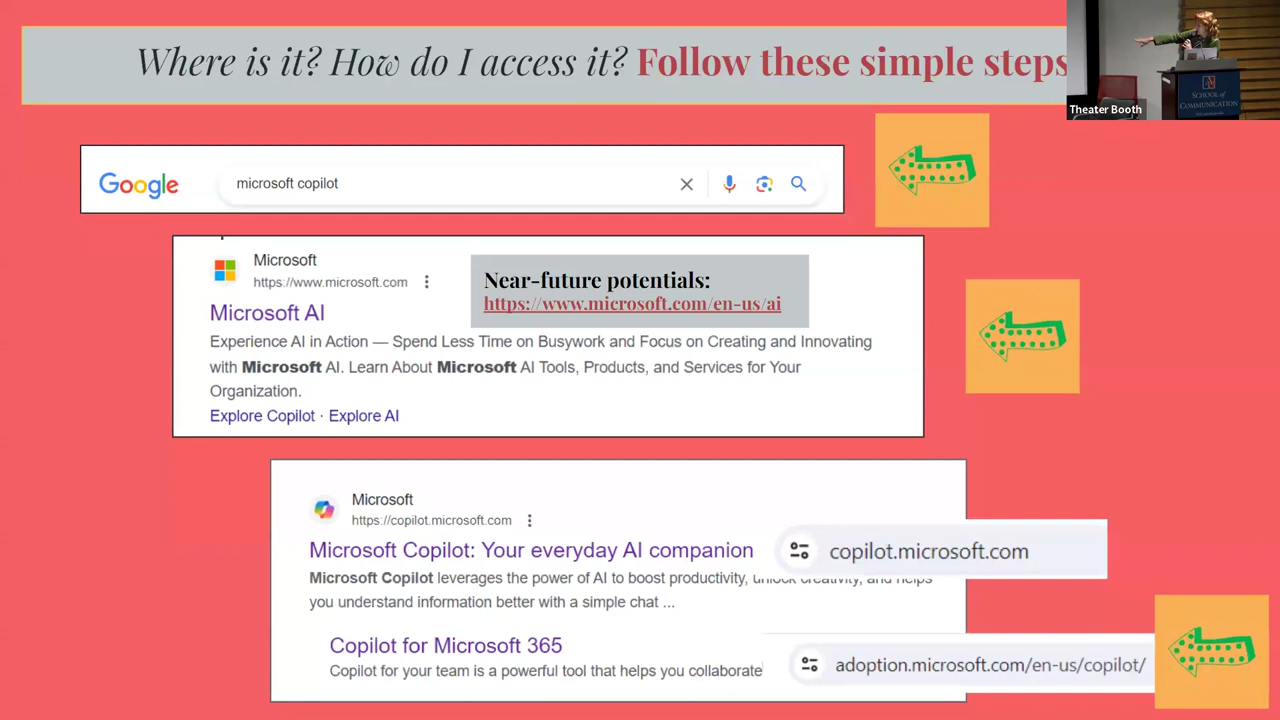 Where is it? How do I access it? Follow these simple steps
Theater Booth
SCHOOL of
COMMUNICATION
Google
microsoft copilot
Microsoft
https://www.microsoft.com
Near-future potentials:
https://www.microsoft.com/en-us/ai
Microsoft AI
Experience AI in Action — Spend Less Time on Busywork and Focus on Creating and Innovating
with Microsoft AI. Learn About Microsoft AI Tools, Products, and Services for Your
Organization.
Explore Copilot · Explore AI
Microsoft
https://copilot.microsoft.com
Microsoft Copilot: Your everyday AI companion
copilot.microsoft.com
Microsoft Copilot leverages the power of AI to boost productivity, unlock creativity, and helps
you understand information better with a simple chat ...
Copilot for Microsoft 365
Copilot for your team is a powerful tool that helps you collaborate
adoption.microsoft.com/en-us/copilot/